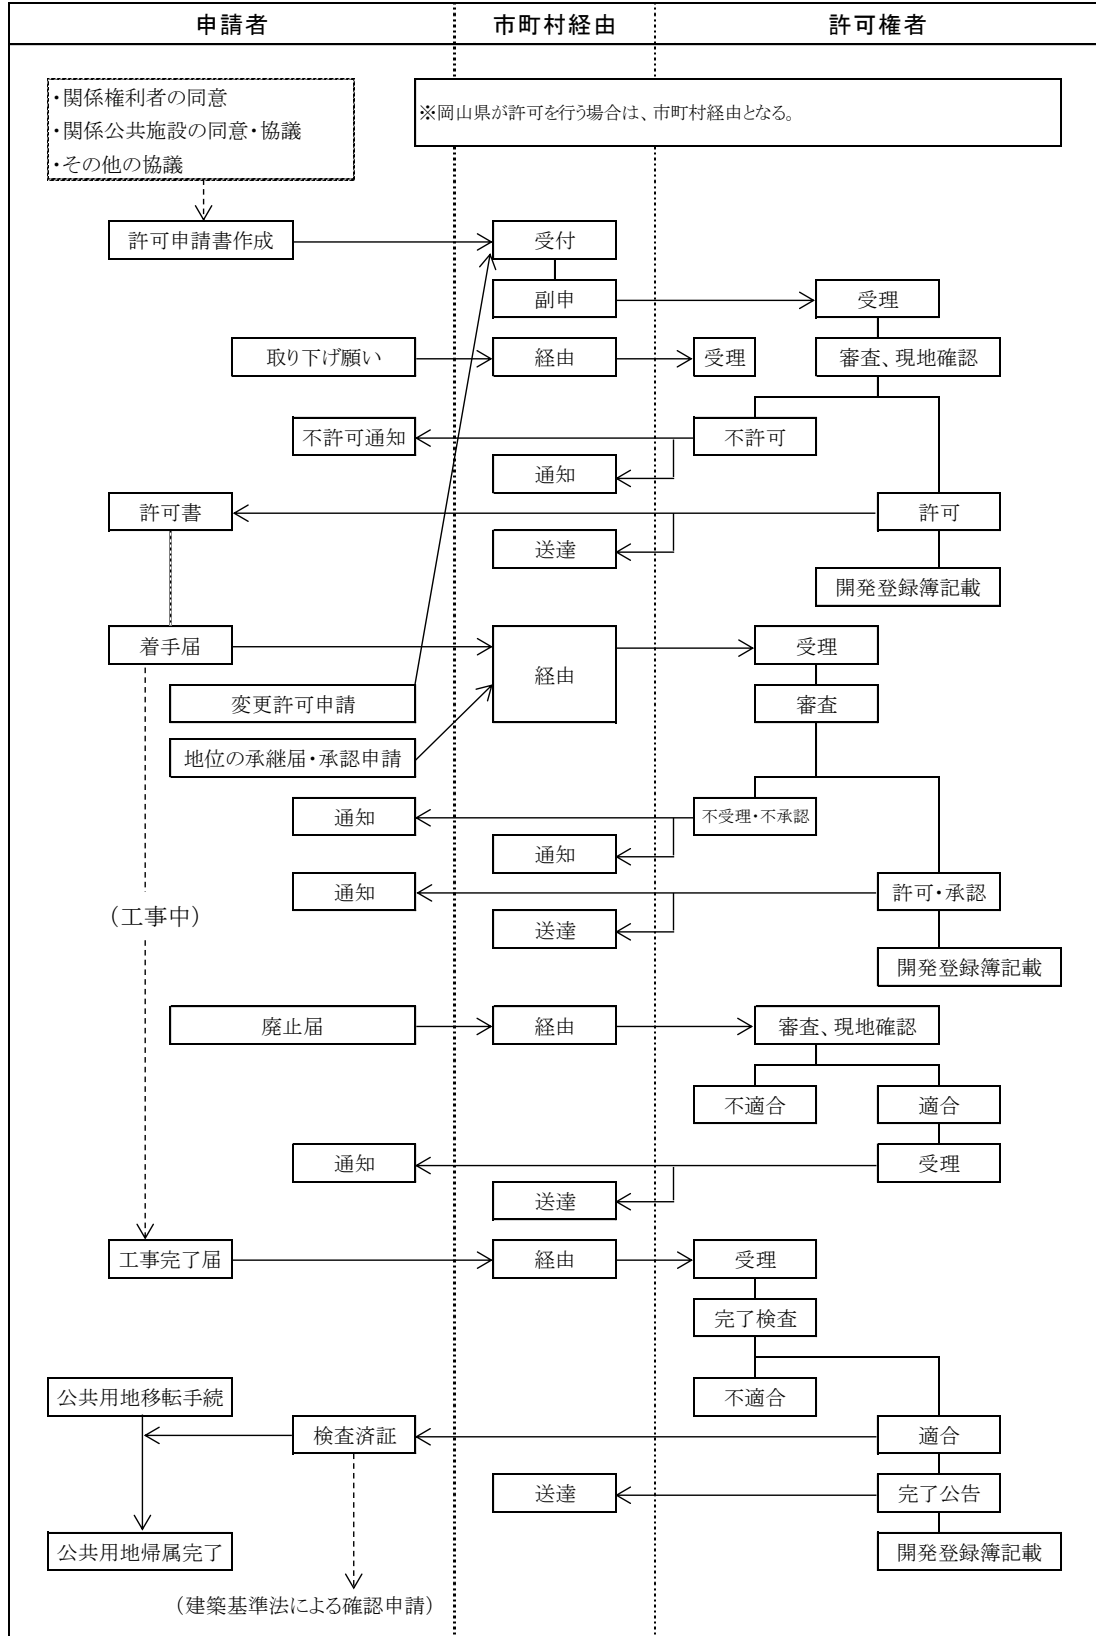 申請者
市町村経由
許可権者
・関係権利者の同意
・関係公共施設の同意・協議
・その他の協議
※岡山県が許可を行う場合は、市町村経由となる。
許可申請書作成
受付
副申
受理
取り下げ願い
経由
受理
審査、現地確認
不許可通知
不許可
通知
許可書
許可
送達
開発登録簿記載
着手届
経由
受理
変更許可申請
審査
地位の承継届・承認申請
通知
不受理・不承認
通知
通知
許可・承認
(工事中)
送達
開発登録簿記載
廃止届
経由
審査、現地確認
不適合
適合
通知
受理
送達
工事完了届
経由
受理
完了検査
公共用地移転手続
不適合
検査済証
適合
送達
完了公告
公共用地帰属完了
開発登録簿記載
(建築基準法による確認申請)